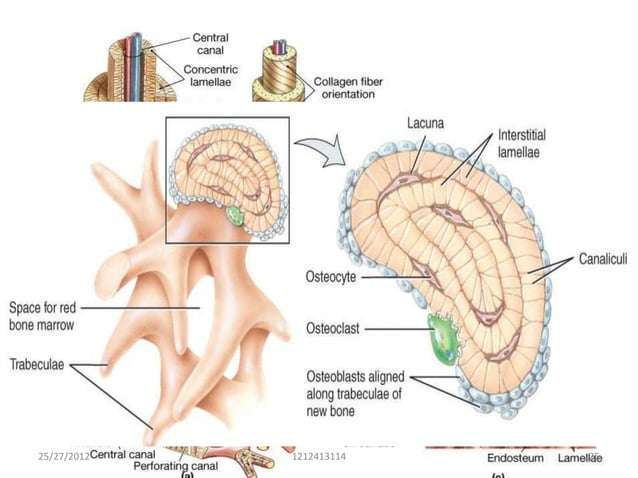 Central
canal
Concentric
lamellae
Collagen fiber
orientation
Lacuna
Interstitial
lamellae
Canaliculi
Osteocyte
Space for red
bone marrow
Osteoclast
Trabeculae
Osteoblasts aligned
along trabeculae of
new bone
25/27/2012
Central canal
Perforating canal
1212413114
Endosteum
Lamellae
(a)
(c)